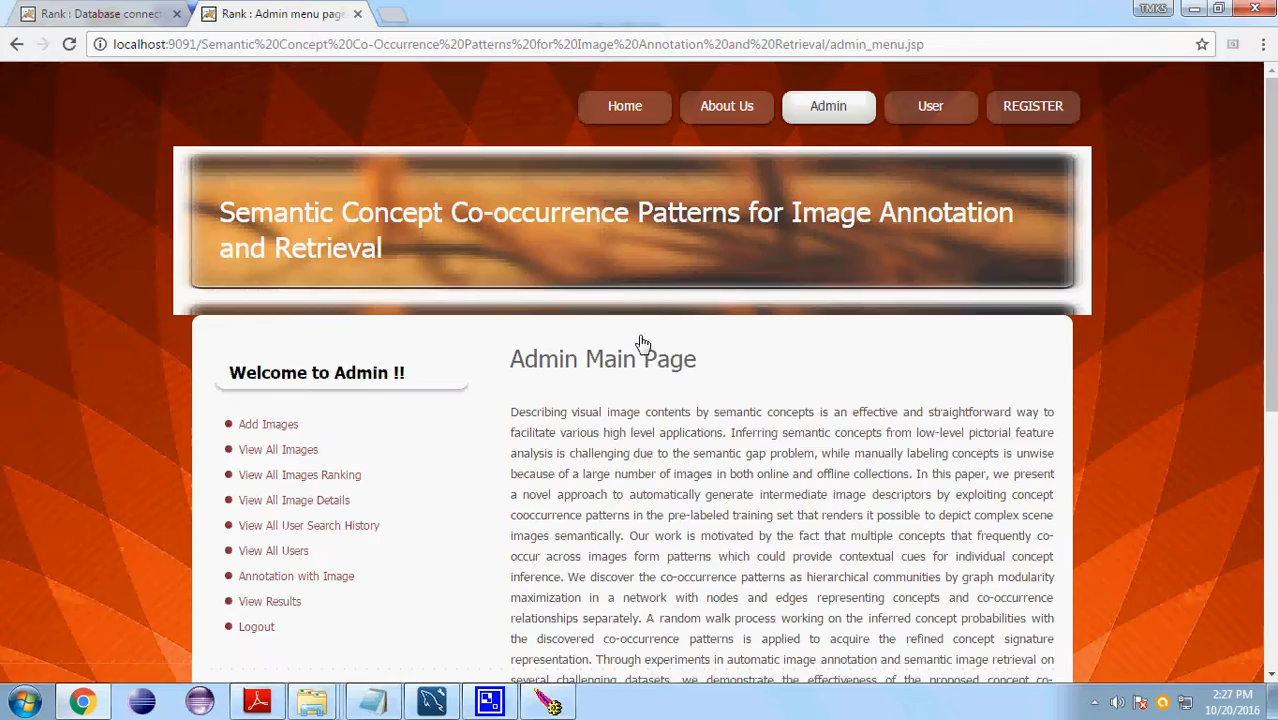 Rank : Database connect
Rank : Admin menu page
TMKS
localhost:9091/Semantic%20Concept%20Co-Occurrence%20Patterns%20for%20Image%20Annotation%20and%20Retrieval/admin_menu.jsp
Home
About Us
Admin
User
REGISTER
Semantic Concept Co-occurrence Patterns for Image Annotation
and Retrieval
Welcome to Admin !!
Add Images
View All Images
View All Images Ranking
View All Image Details
View All User Search History
View All Users
Annotation with Image
View Results
Logout
Admin Main Page
Describing visual image contents by semantic concepts is an effective and straightforward way to
facilitate various high level applications. Inferring semantic concepts from low-level pictorial feature
analysis is challenging due to the semantic gap problem, while manually labeling concepts is unwise
because of a large number of images in both online and offline collections. In this paper, we present
a novel approach to automatically generate intermediate image descriptors by exploiting concept
cooccurrence patterns in the pre-labeled training set that renders it possible to depict complex scene
images semantically. Our work is motivated by the fact that multiple concepts that frequently co-
occur across images form patterns which could provide contextual cues for individual concept
inference. We discover the co-occurrence patterns as hierarchical communities by graph modularity
maximization in a network with nodes and edges representing concepts and co-occurrence
relationships separately. A random walk process working on the inferred concept probabilities with
the discovered co-occurrence patterns is applied to acquire the refined concept signature
representation. Through experiments in automatic image annotation and semantic image retrieval on
several challenging datasets, we demonstrate the effectiveness of the proposed concept co-
2:27 PM
10/20/2016